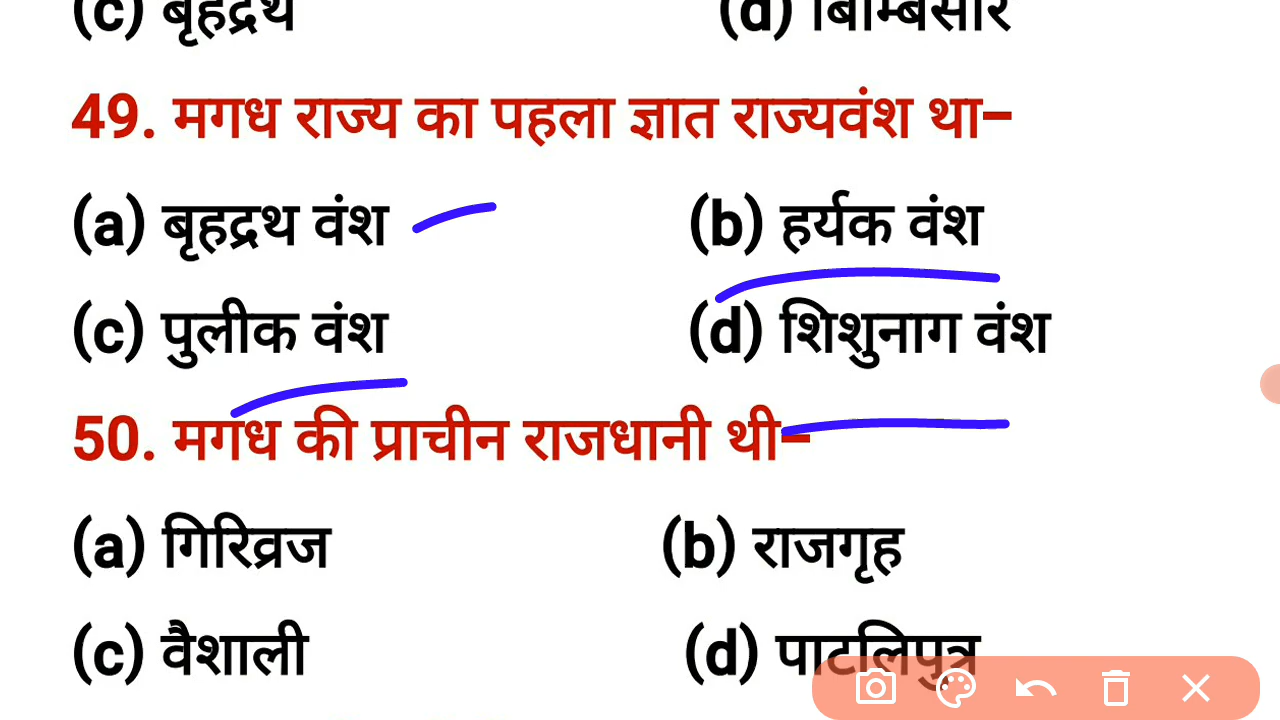 (c) बृहद्रथ (d) बिम्बिसार
49. मगध राज्य का पहला ज्ञात राज्यवंश था–
(a) बृहद्रथ वंश (b) हर्यक वंश
(c) पुलीक वंश (d) शिशुनाग वंश
50. मगध की प्राचीन राजधानी थी–
(a) गिरिव्रज (b) राजगृह
(c) वैशाली (d) पाटलिपुत्र